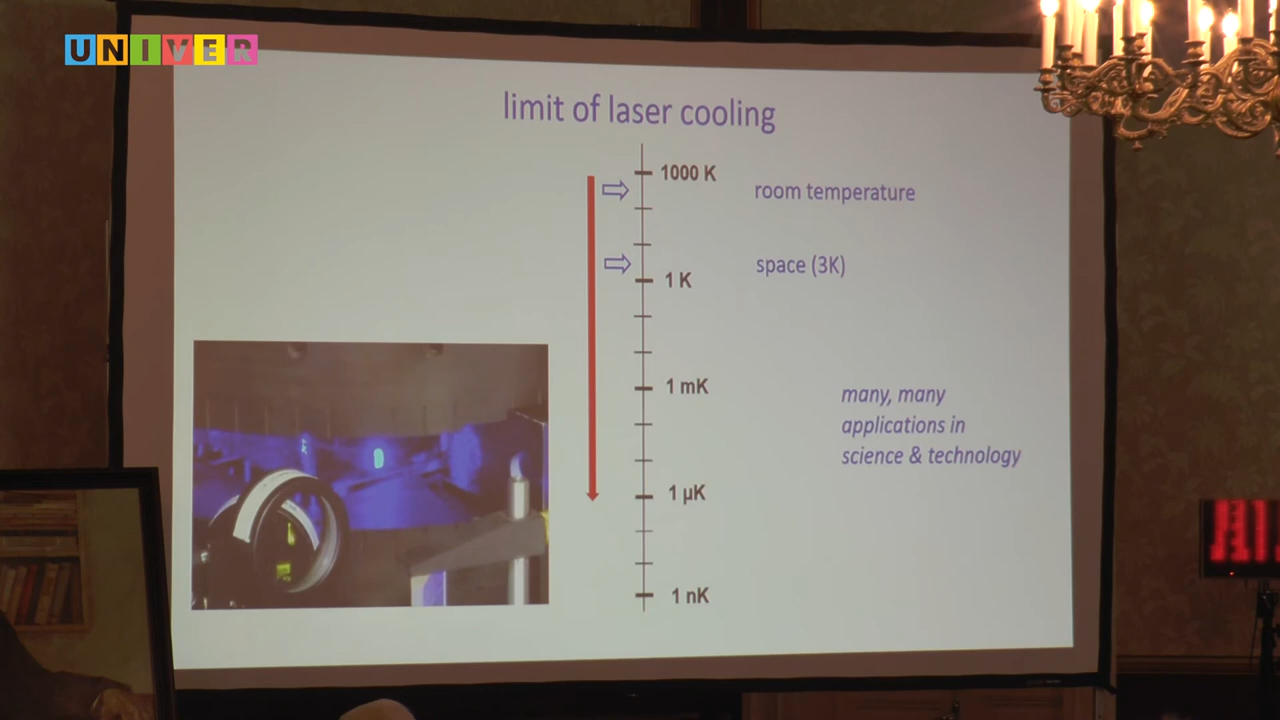 UNIVER
limit of laser cooling
1000 K
room temperature
space (3K)
1 K
1 mK
many, many
applications in
science & technology
1 µK
1 nK